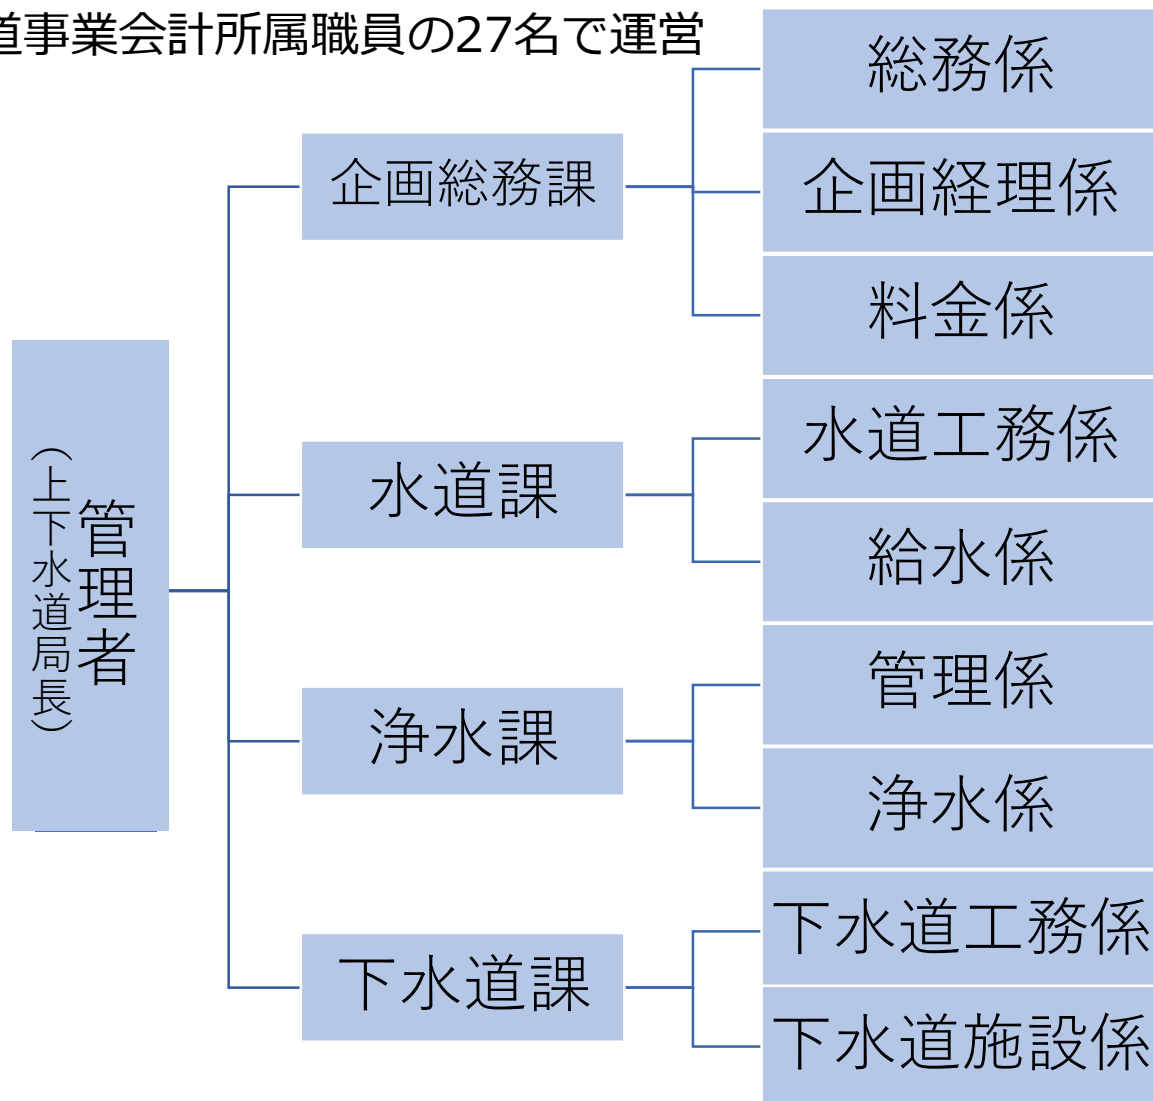 道事業会計所属職員の27名で運営
管理者
（上下水道局長）
企画総務課
総務係
企画経理係
料金係
水道課
水道工務係
給水係
浄水課
管理係
浄水係
下水道課
下水道工務係
下水道施設係